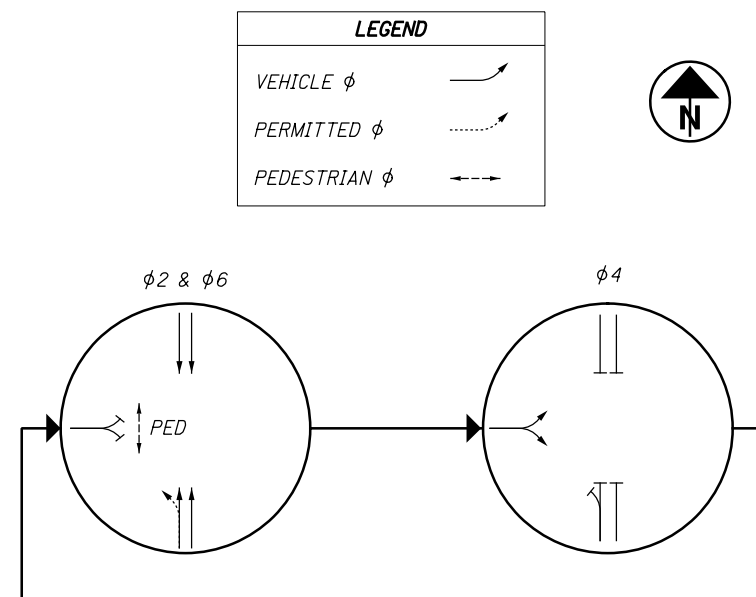 LEGEND
VEHICLE ϕ
PERMITTED ϕ
PEDESTRIAN ϕ
N
ϕ2 & ϕ6
ϕ4
PED